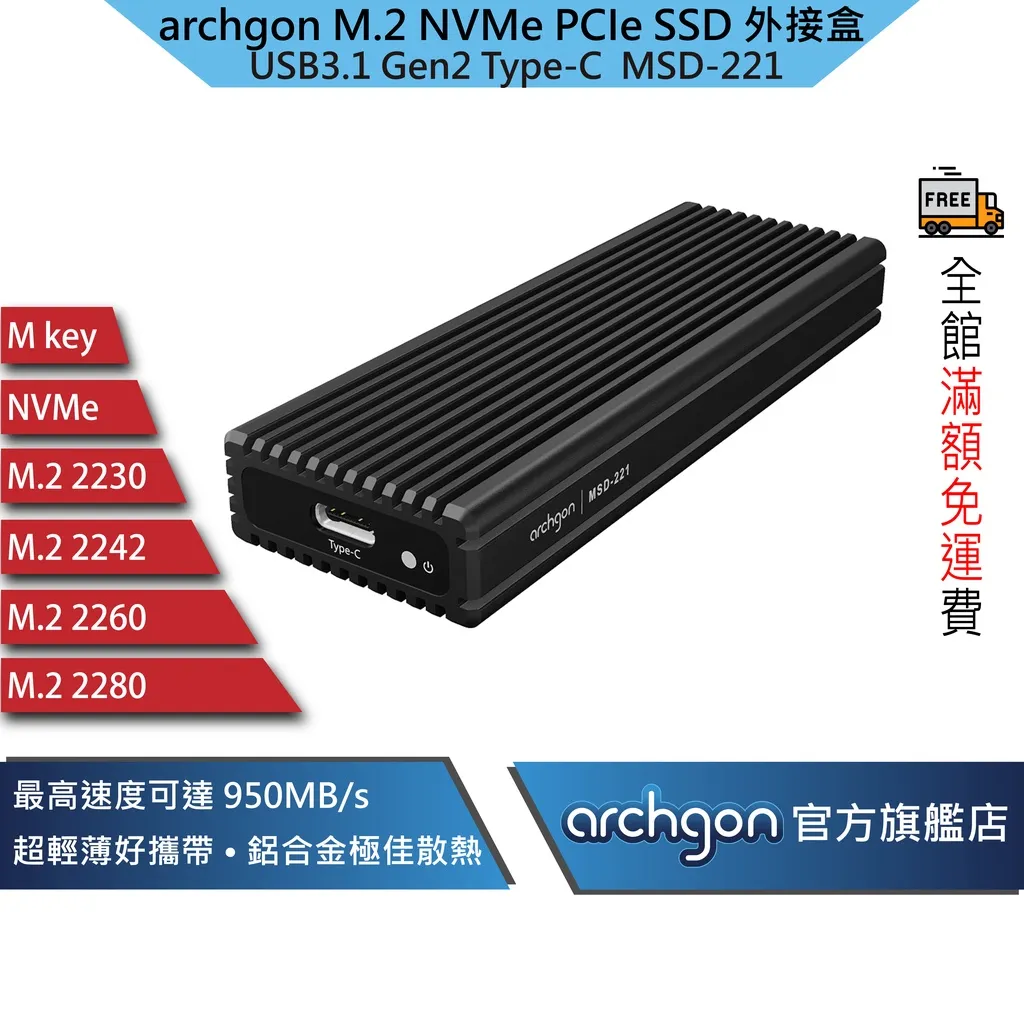 archgon M.2 NVMe PCIe SSD 外接盒
USB3.1 Gen2 Type-C MSD-221
FREE
全館滿額免運費
M key
NVMe
M.2 2230
M.2 2242
M.2 2260
M.2 2280
archgon | MSD-221
Type-C
最高速度可達 950MB/s
超輕薄好攜帶•鋁合金極佳散熱
archgon 官方旗艦店